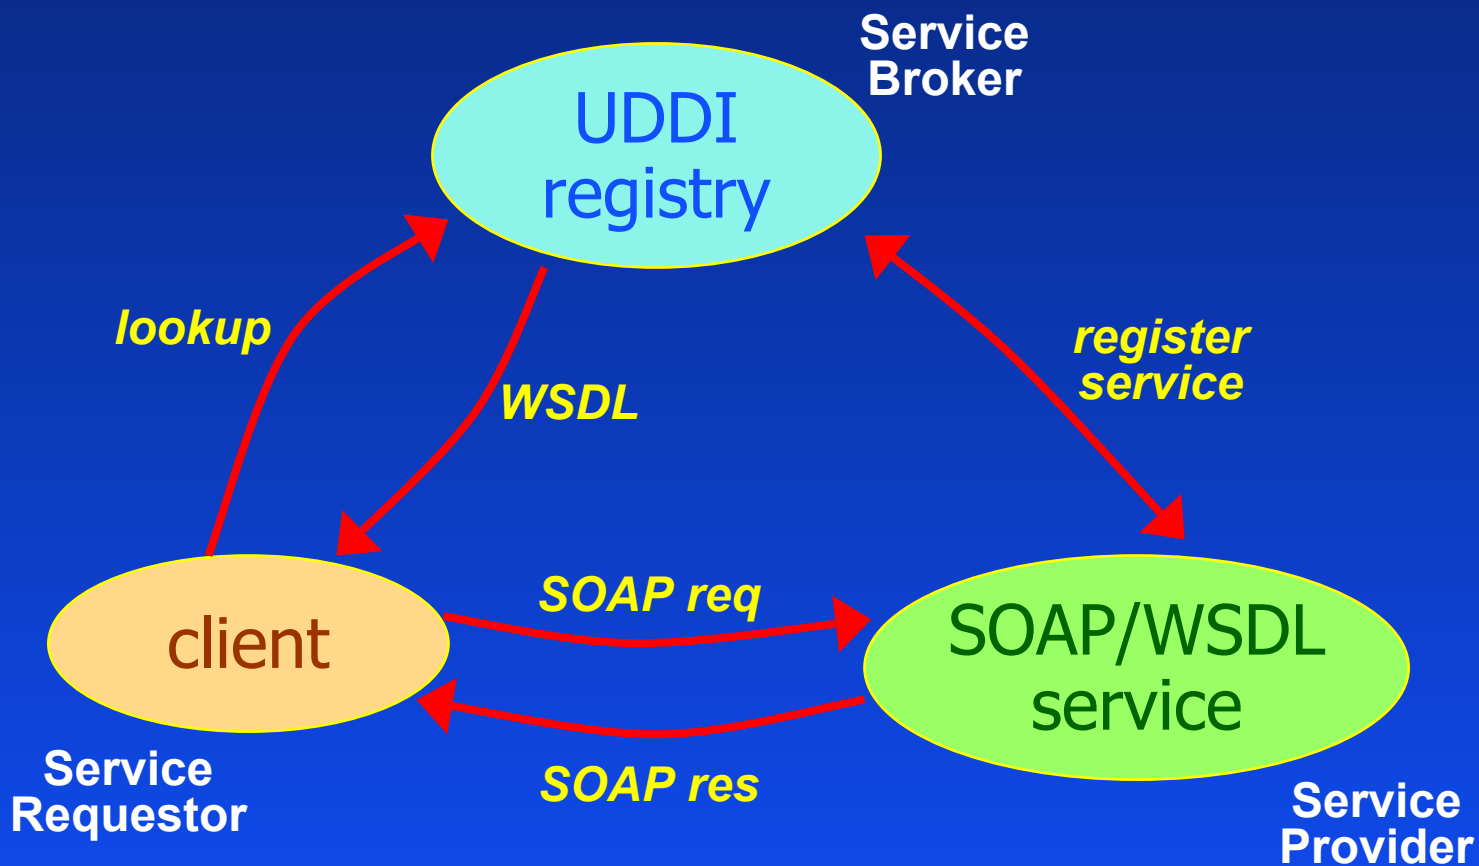 Service
Broker
UDDI
registry
lookup
WSDL
register
service
client
SOAP req
SOAP/WSDL
service
SOAP res
Service
Requestor
Service
Provider